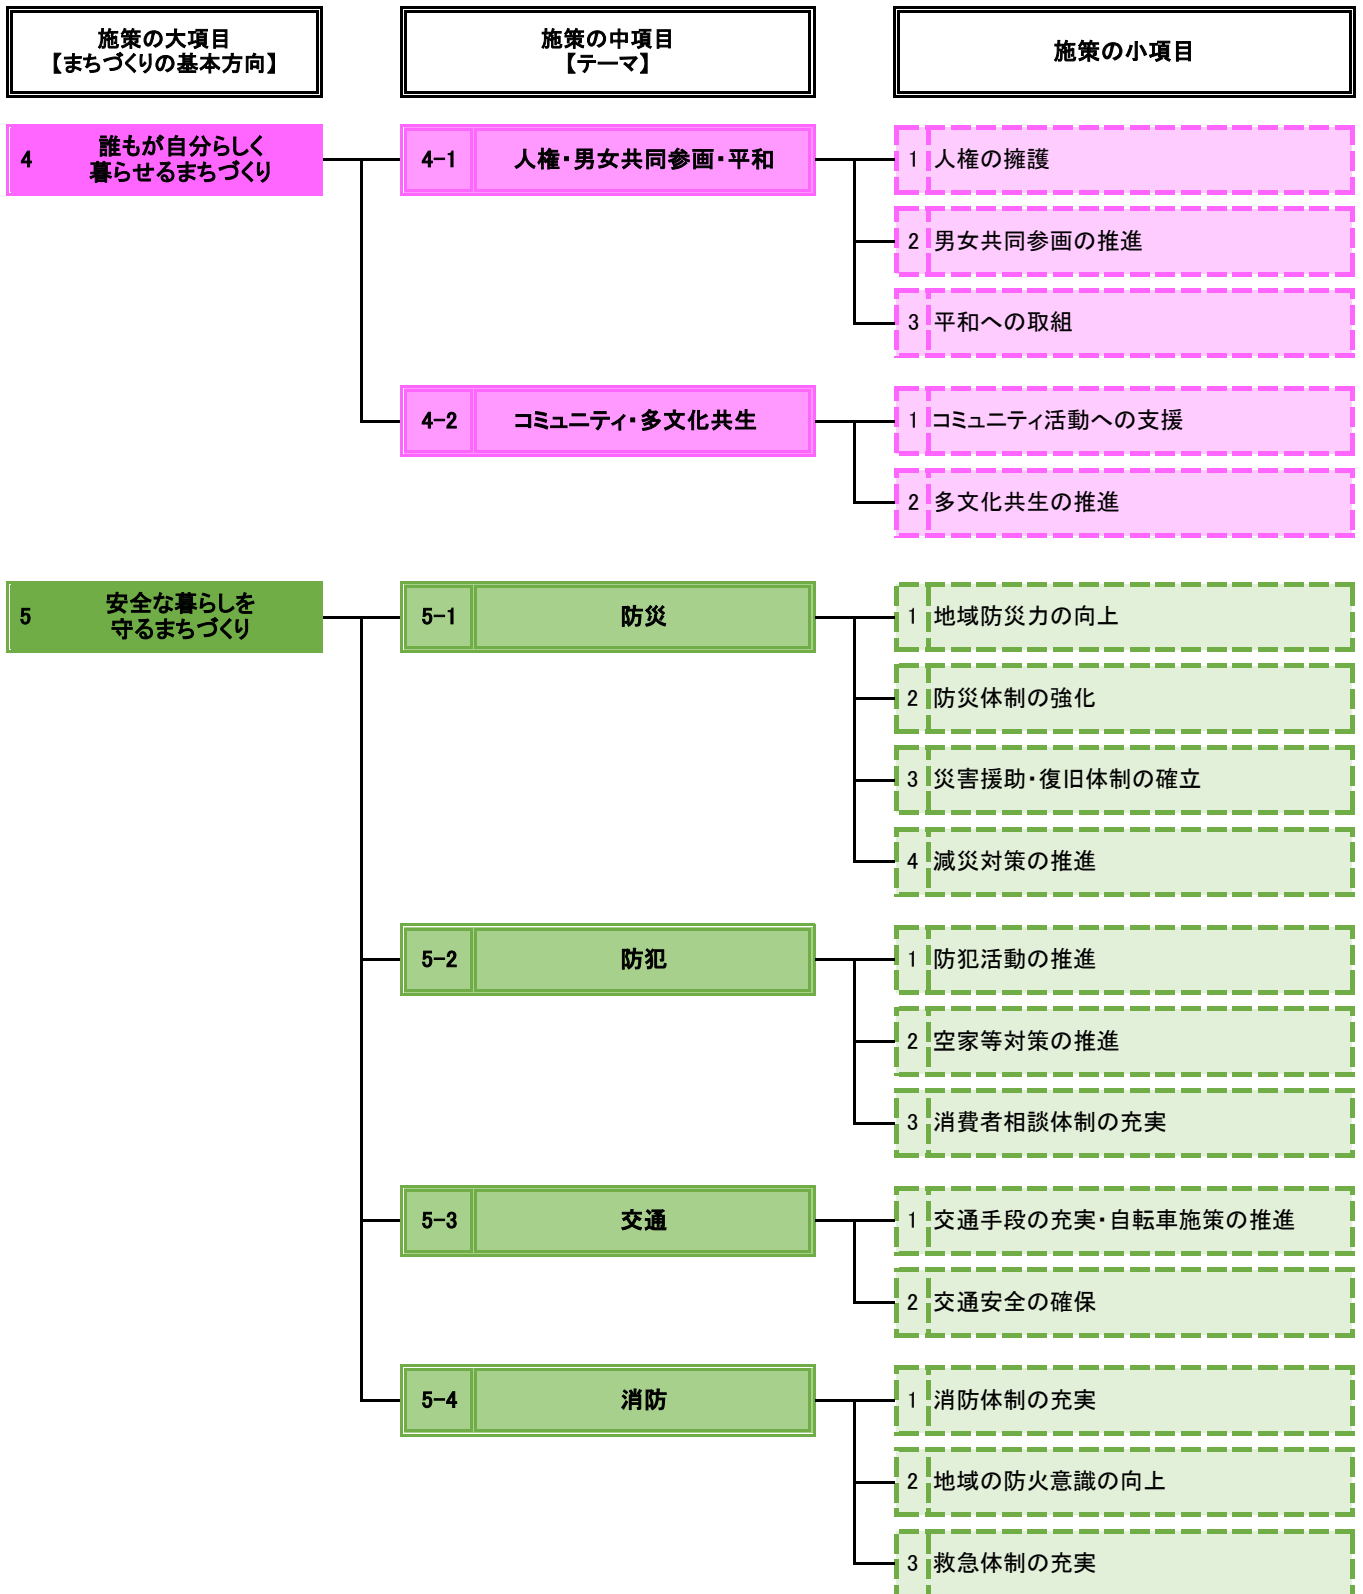 施策の大項目
【まちづくりの基本方向】
施策の中項目
【テーマ】
施策の小項目
4 誰もが自分らしく
暮らせるまちづくり
4-1 人権・男女共同参画・平和
1 人権の擁護
2 男女共同参画の推進
3 平和への取組
4-2 コミュニティ・多文化共生
1 コミュニティ活動への支援
2 多文化共生の推進
5 安全な暮らしを
守るまちづくり
5-1 防災
1 地域防災力の向上
2 防災体制の強化
3 災害援助・復旧体制の確立
4 減災対策の推進
5-2 防犯
1 防犯活動の推進
2 空家等対策の推進
3 消費者相談体制の充実
5-3 交通
1 交通手段の充実・自転車施策の推進
2 交通安全の確保
5-4 消防
1 消防体制の充実
2 地域の防火意識の向上
3 救急体制の充実